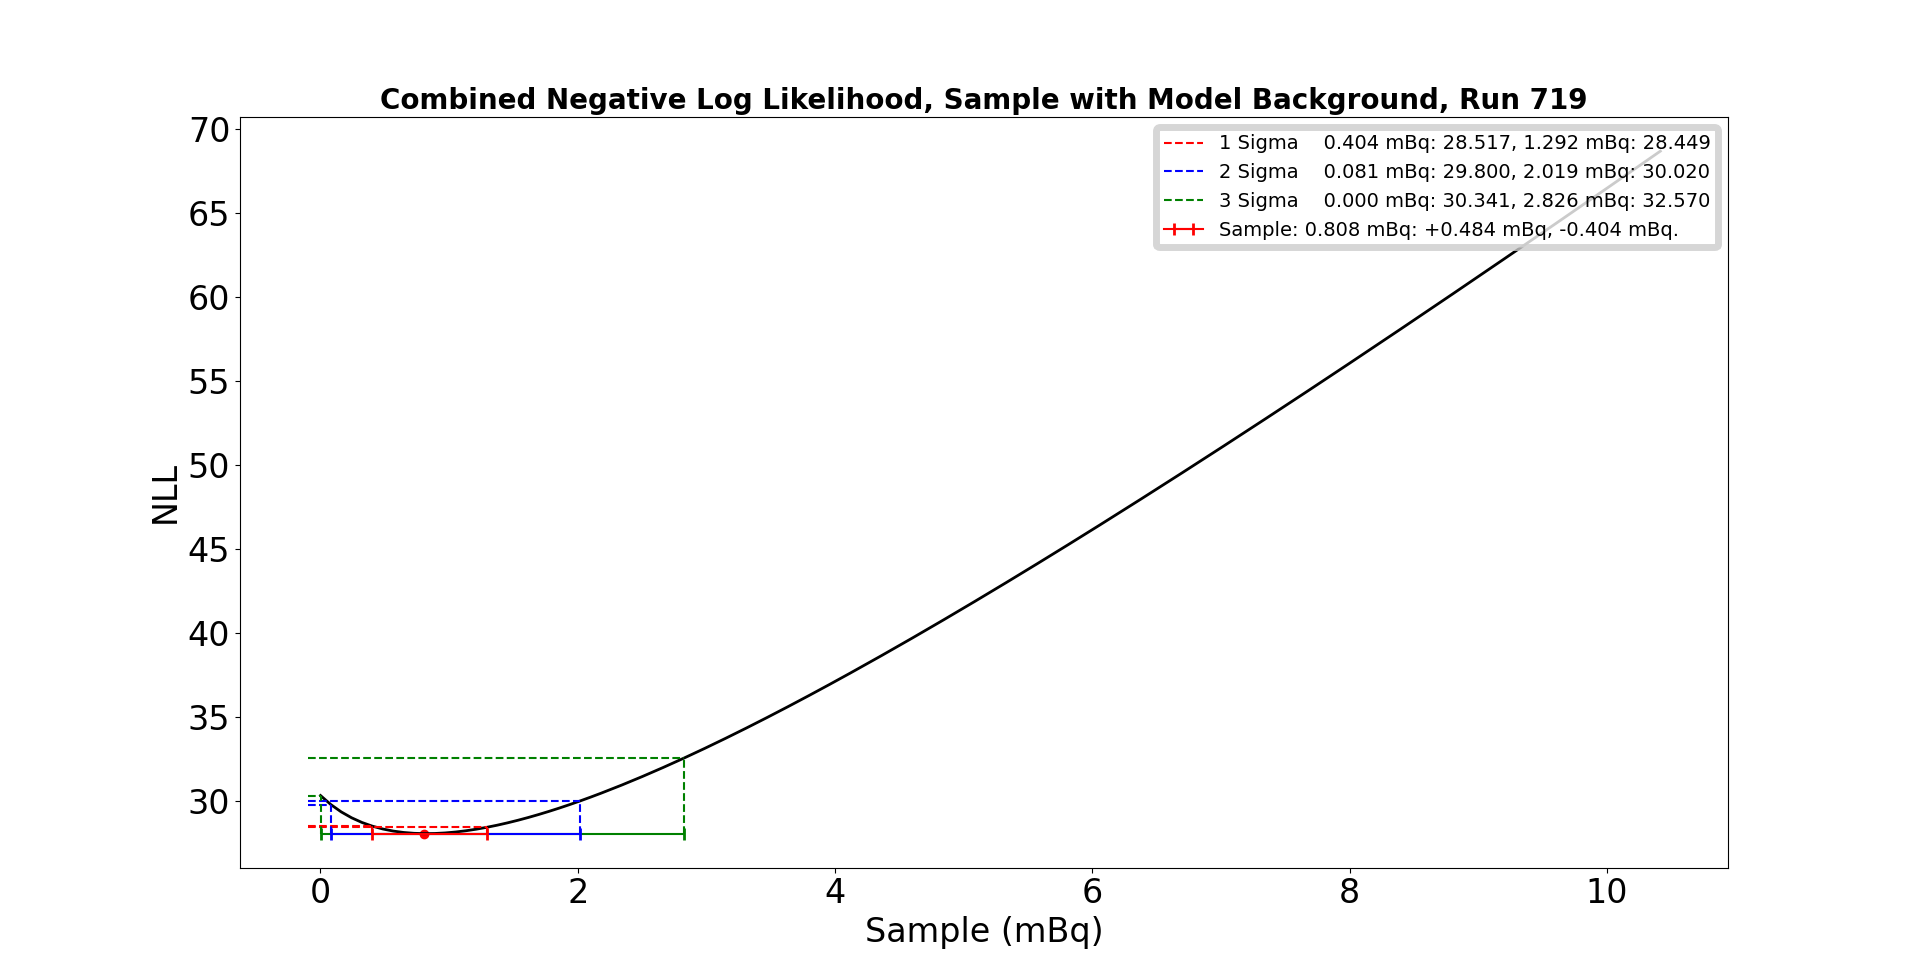 Combined Negative Log Likelihood, Sample with Model Background, Run 719
1 Sigma    0.404 mBq: 28.517, 1.292 mBq: 28.449
2 Sigma    0.081 mBq: 29.800, 2.019 mBq: 30.020
3 Sigma    0.000 mBq: 30.341, 2.826 mBq: 32.570
Sample: 0.808 mBq: +0.484 mBq, -0.404 mBq.
NLL
70
65
60
55
50
45
40
35
30
0 2 4 6 8 10
Sample (mBq)